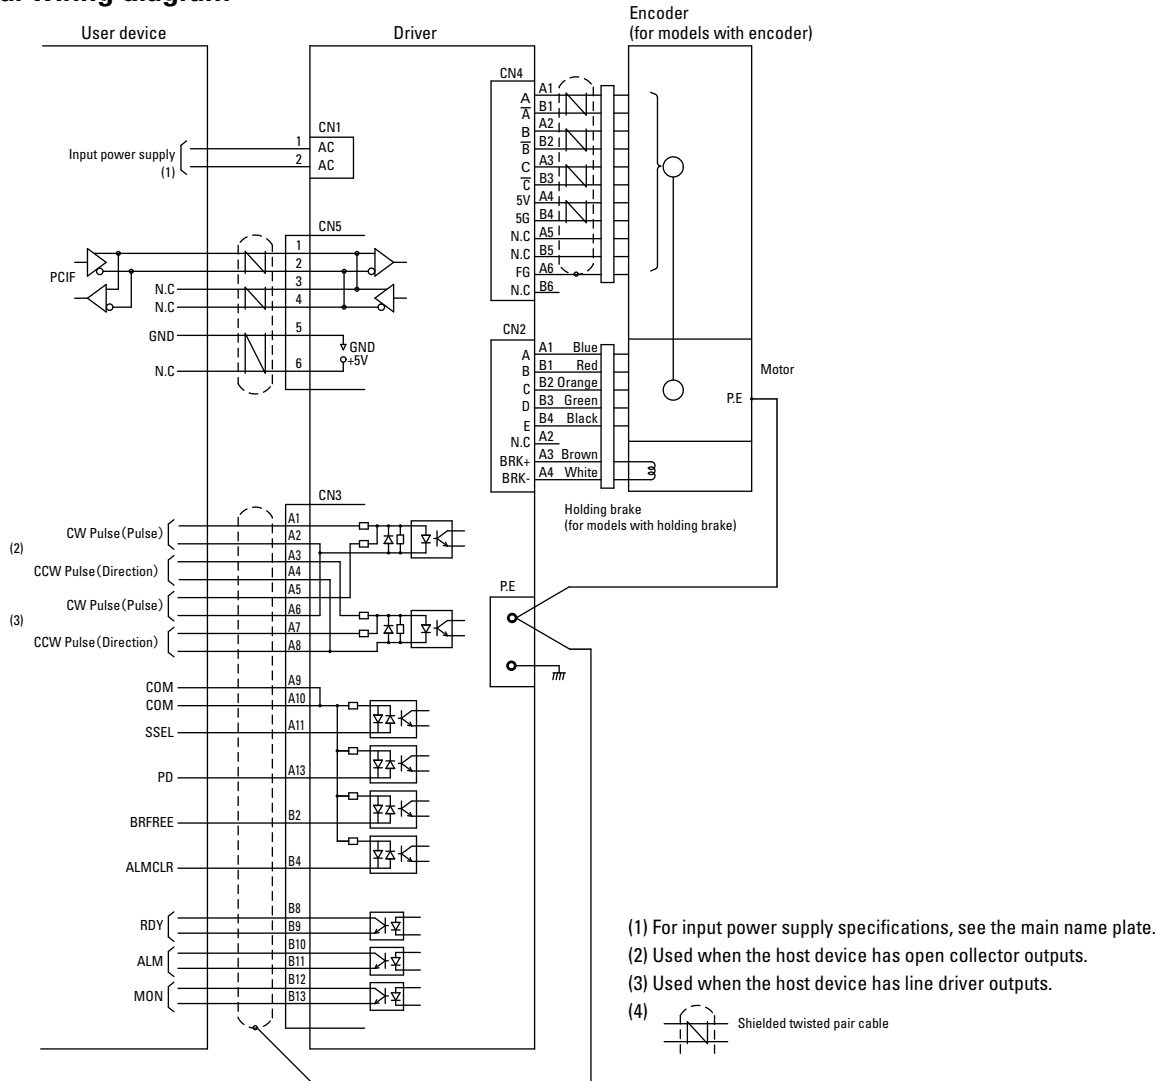 User device
Driver
Encoder
(for models with encoder)
CN4
A A1
A B1
B A2
B B2
C A3
C B3
5V A4
5G B4
N.C A5
N.C B5
FG A6
N.C B6
CN1
Input power supply
(1)
1 AC
2 AC
CN5
PCIF
1
2
N.C 3
N.C 4
GND 5
GND
+5V
N.C 6
CN2
A A1 Blue
B B1 Red
C B2 Orange
D B3 Green
E B4 Black
N.C A2
BRK+ A3 Brown
BRK- A4 White
Motor
P.E
Holding brake
(for models with holding brake)
CN3
(2)
CW Pulse(Pulse)
A1
A2
CCW Pulse(Direction)
A3
A4
(3)
CW Pulse(Pulse)
A5
A6
CCW Pulse(Direction)
A7
A8
P.E
COM A9
COM A10
SSEL A11
PD A13
BRFREE B2
ALMCLR B4
RDY
B8
B9
ALM
B10
B11
MON
B12
B13
(1) For input power supply specifications, see the main name plate.
(2) Used when the host device has open collector outputs.
(3) Used when the host device has line driver outputs.
(4)
Shielded twisted pair cable